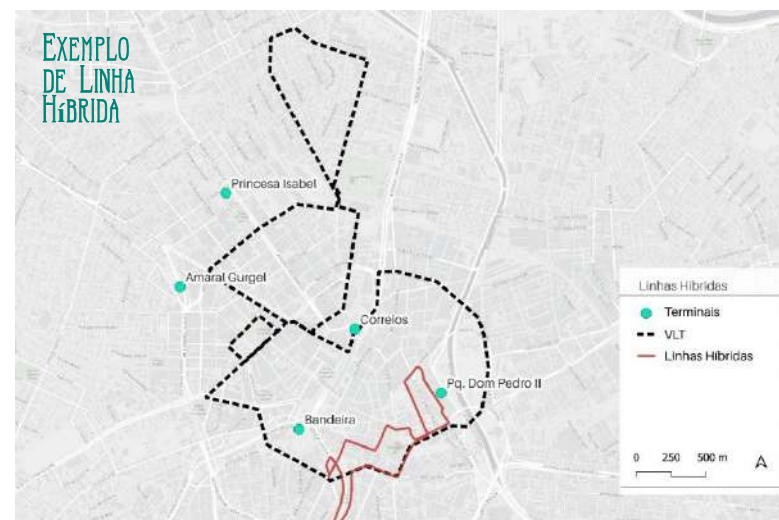 EXEMPLO
DE LINHA
HÍBRIDA
Princesa Isabel
Amaral Gurgel
Correios
Pq. Dom Pedro II
Bandeira
Linhas Híbridas
Terminais
VLT
Linhas Híbridas
0 250 500 m